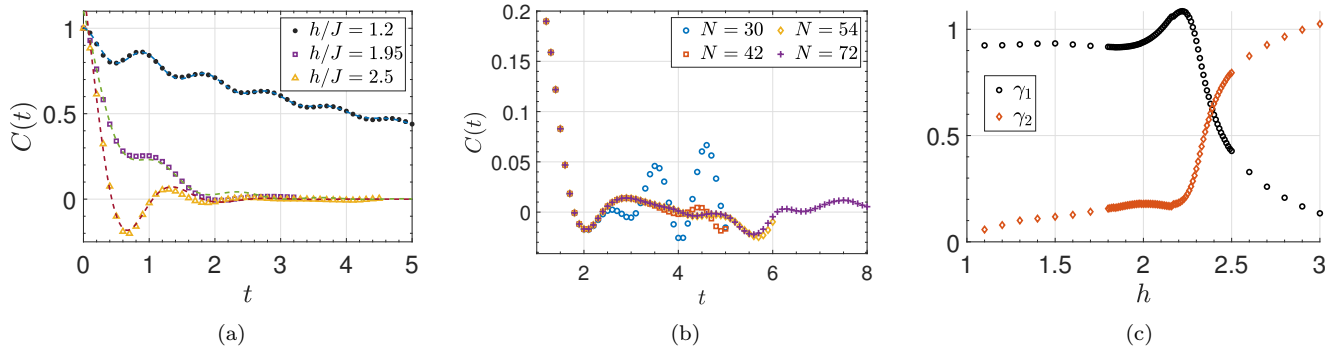 1
0.5
0
C(t)
h/J = 1.2
h/J = 1.95
h/J = 2.5
0 1 2 3 4 5
t
(a)
0.2
0.15
0.1
0.05
0
C(t)
N = 30
N = 42
N = 54
N = 72
2 4 6 8
t
(b)
1
0.5
0
γ₁
γ₂
1 1.5 2 2.5 3
h
(c)